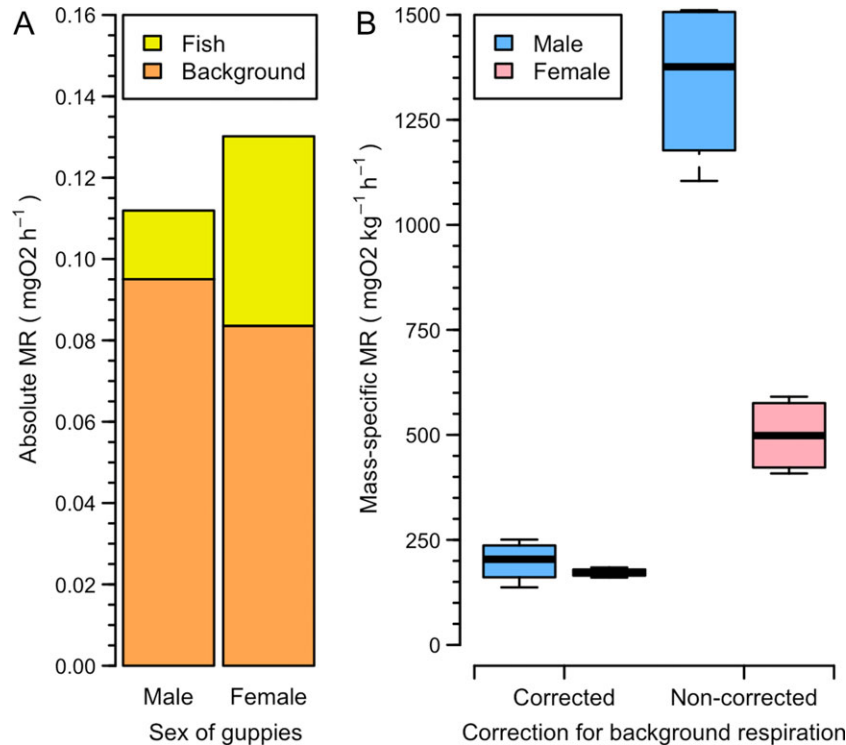 A
Fish
Background
0.16
0.14
0.12
0.10
0.08
0.06
0.04
0.02
0.00
Absolute MR ( mgO2 h⁻¹ )
Male Female
Sex of guppies
B
Male
Female
1500
1250
1000
750
500
250
0
Mass-specific MR ( mgO2 kg⁻¹ h⁻¹ )
Corrected Non-corrected
Correction for background respiration